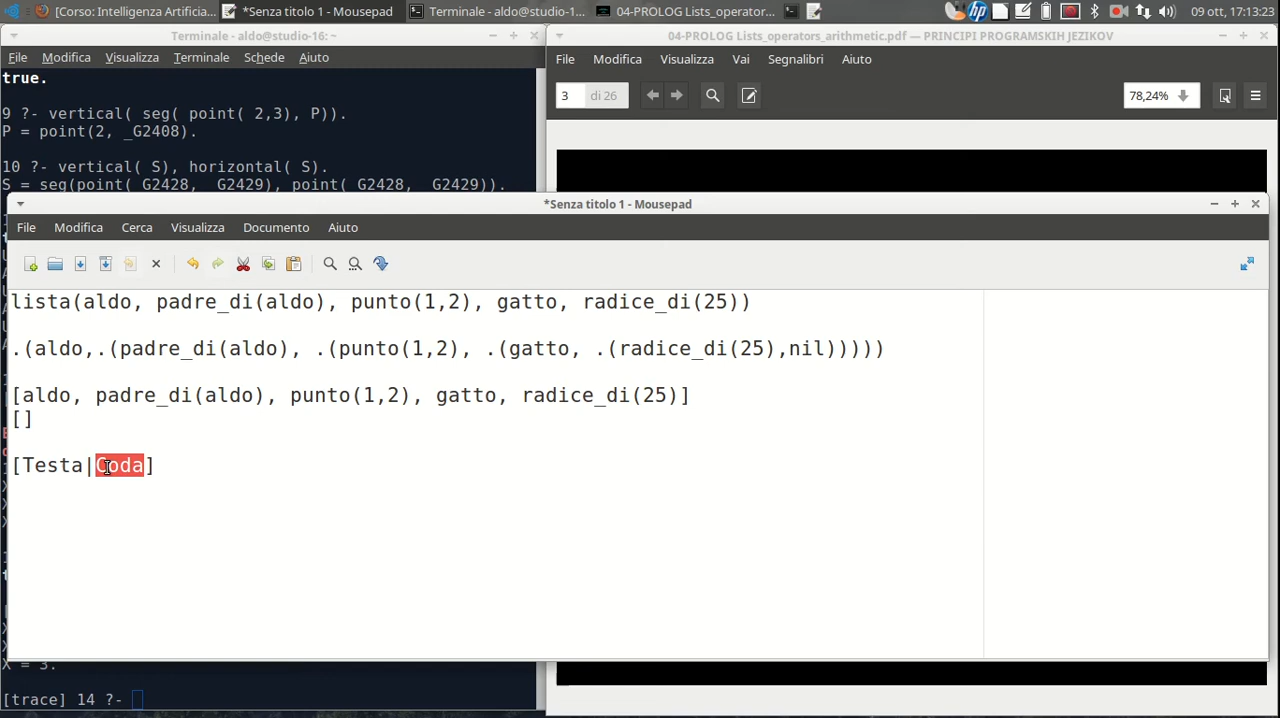 [Corso: Intelligenza Artificia...
*Senza titolo 1 - Mousepad
Terminale - aldo@studio-1...
04-PROLOG Lists_operator...
09 ott, 17:13:23
Terminale - aldo@studio-16: ~
File Modifica Visualizza Terminale Schede Aiuto
true.
9 ?- vertical( seg( point( 2,3), P)).
P = point(2, _G2408).
10 ?- vertical( S), horizontal( S).
S = seg(point(_G2428, _G2429), point(_G2428, _G2429)).
04-PROLOG Lists_operators_arithmetic.pdf — PRINCIPI PROGRAMSKIH JEZIKOV
File Modifica Visualizza Vai Segnalibri Aiuto
3 di 26
78,24%
*Senza titolo 1 - Mousepad
File Modifica Cerca Visualizza Documento Aiuto
lista(aldo, padre_di(aldo), punto(1,2), gatto, radice_di(25))
.(aldo,.(padre_di(aldo), .(punto(1,2), .(gatto, .(radice_di(25),nil)))))
[aldo, padre_di(aldo), punto(1,2), gatto, radice_di(25)]
[]
[Testa|Coda]
X = 3.
[trace] 14 ?-